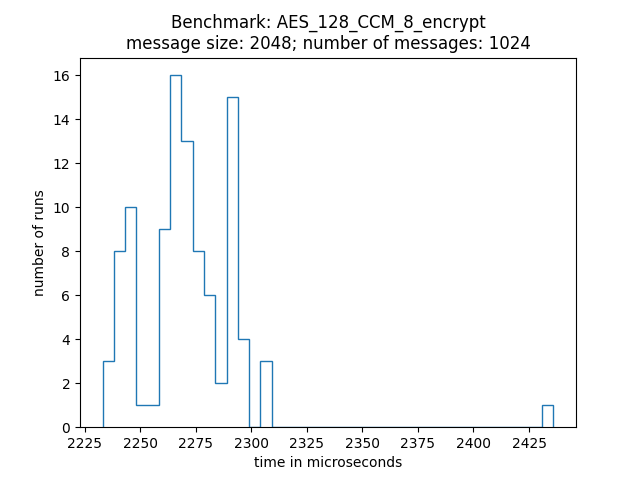 Benchmark: AES_128_CCM_8_encrypt
message size: 2048; number of messages: 1024
16
14
12
10
8
6
4
2
0
number of runs
2225 2250 2275 2300 2325 2350 2375 2400 2425
time in microseconds